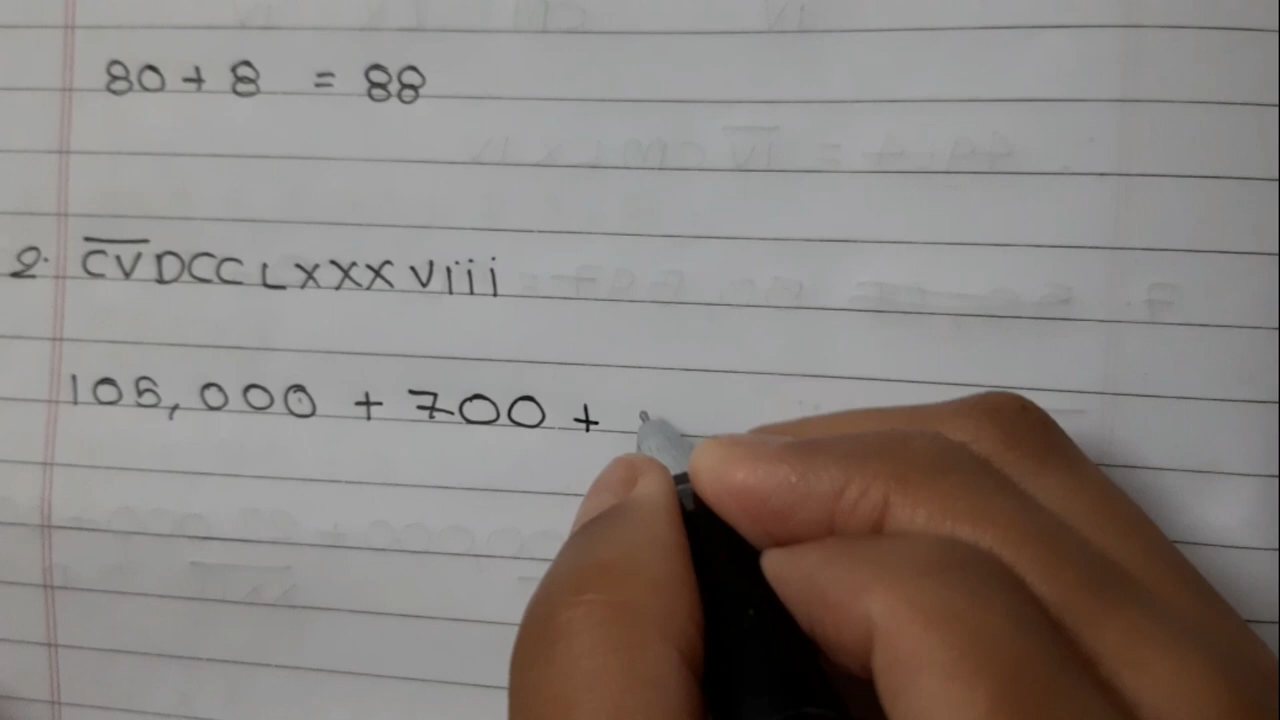 80 + 8 = 88
2. C̅V̅DCCLXXXViii
105,000 + 700 +